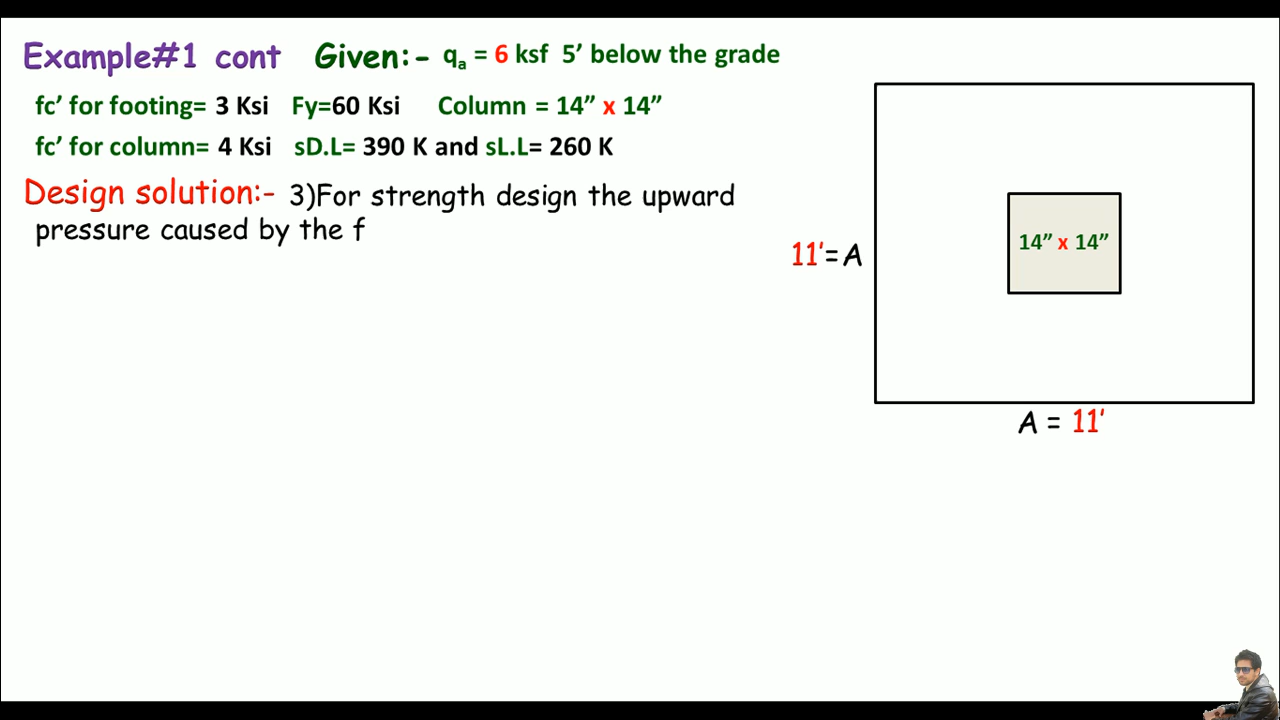 Example#1 cont Given:- qa = 6 ksf 5’ below the grade
fc’ for footing= 3 Ksi Fy=60 Ksi Column = 14” x 14”
fc’ for column= 4 Ksi sD.L= 390 K and sL.L= 260 K
Design solution:- 3)For strength design the upward
pressure caused by the f
14” x 14”
11’=A
A = 11’